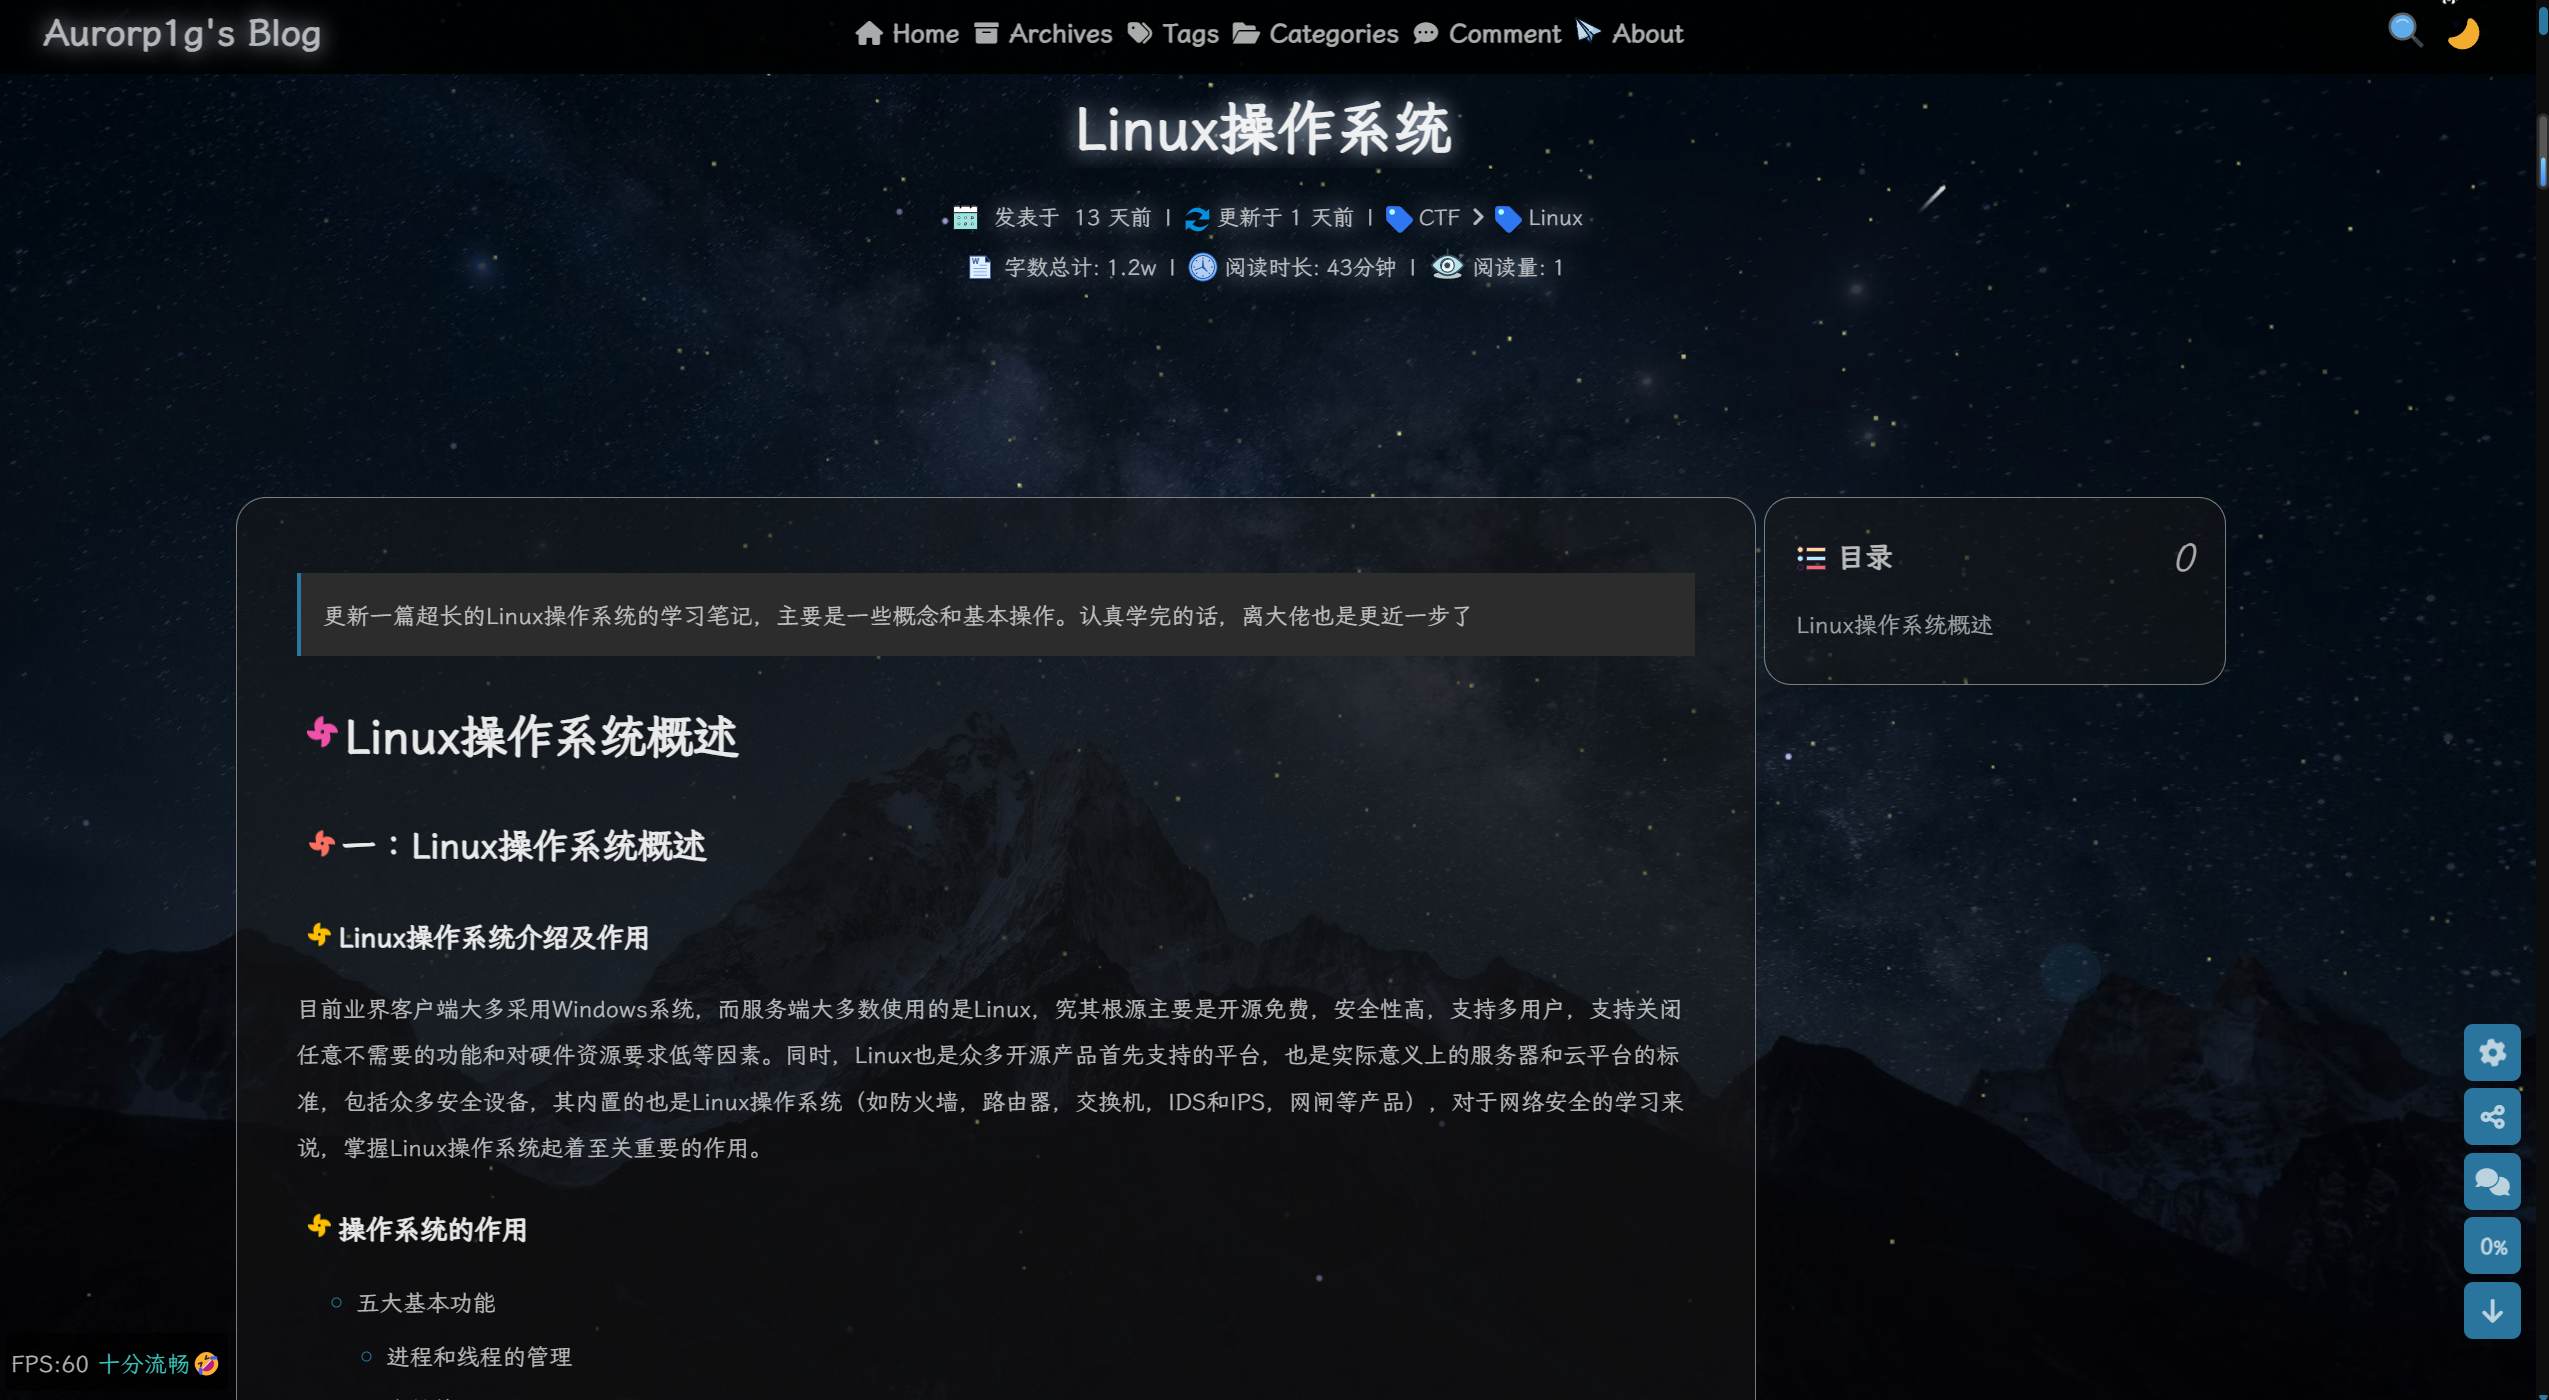 Aurorp1g's Blog
Home Archives Tags Categories Comment About
Linux操作系统
发表于 13 天前 | 更新于 1 天前 | CTF > Linux
字数总计: 1.2w | 阅读时长: 43分钟 | 阅读量: 1
更新一篇超长的Linux操作系统的学习笔记，主要是一些概念和基本操作。认真学完的话，离大佬也是更近一步了
目录 0
Linux操作系统概述
Linux操作系统概述
一：Linux操作系统概述
Linux操作系统介绍及作用
目前业界客户端大多采用Windows系统，而服务端大多数使用的是Linux，究其根源主要是开源免费，安全性高，支持多用户，支持关闭
任意不需要的功能和对硬件资源要求低等因素。同时，Linux也是众多开源产品首先支持的平台，也是实际意义上的服务器和云平台的标
准，包括众多安全设备，其内置的也是Linux操作系统（如防火墙，路由器，交换机，IDS和IPS，网闸等产品），对于网络安全的学习来
说，掌握Linux操作系统起着至关重要的作用。
操作系统的作用
五大基本功能
进程和线程的管理
0%
FPS:60 十分流畅🤣